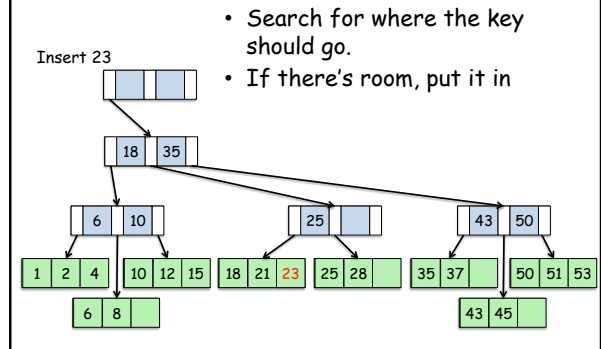 • Search for where the key
should go.
• If there's room, put it in
Insert 23
18 35
6 10
25
43 50
1 2 4
10 12 15
18 21 23
25 28
35 37
50 51 53
6 8
43 45